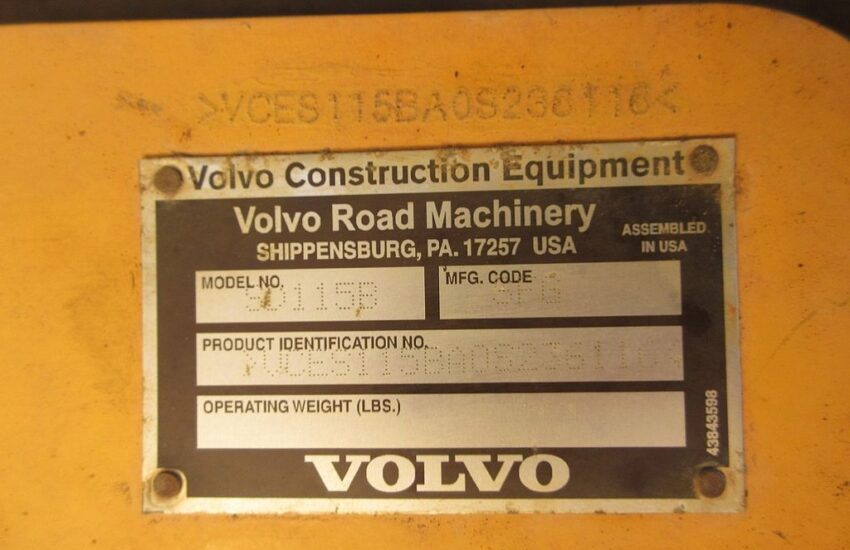 >VCES115BA0S236116<
Volvo Construction Equipment
Volvo Road Machinery
SHIPPENSBURG, PA. 17257 USA
ASSEMBLED
IN USA
MODEL NO.
SD115B
MFG. CODE
PRODUCT IDENTIFICATION NO.
>VCES115BA0S236116<
OPERATING WEIGHT (LBS.)
43843598
VOLVO